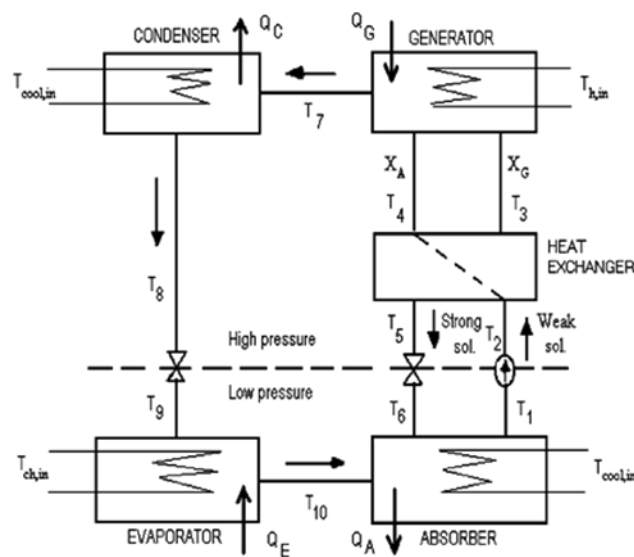 CONDENSER
Q_C
Q_G
GENERATOR
T_cool,in
T_h,in
T_7
X_A
X_G
T_4
T_3
HEAT
EXCHANGER
T_8
T_5
Strong
sol.
T_2
Weak
sol.
High pressure
Low pressure
T_9
T_6
T_1
T_ch,in
T_cool,in
T_10
EVAPORATOR
Q_E
Q_A
ABSORBER